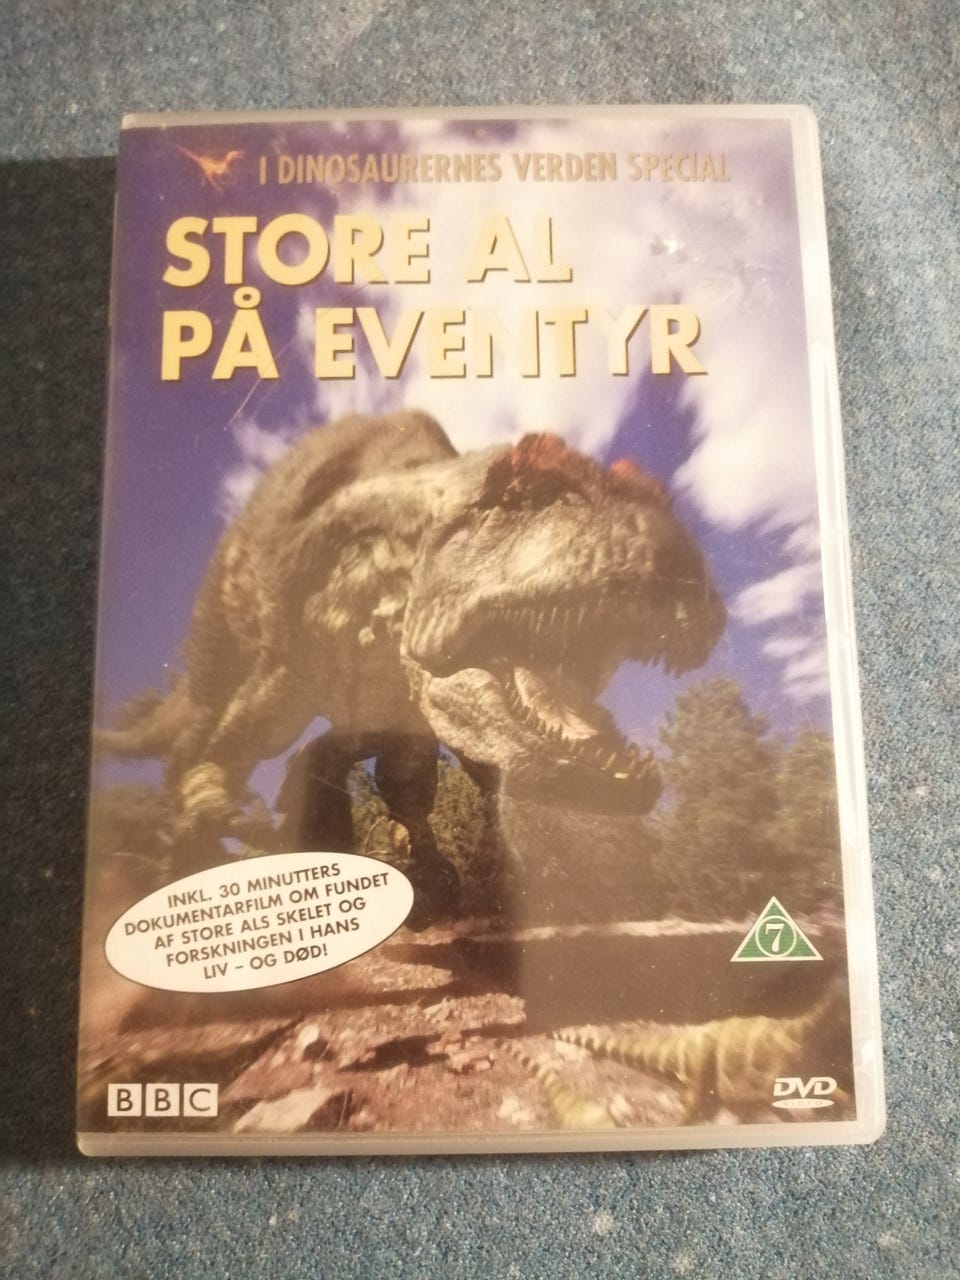 I DINOSAURERNES VERDEN SPECIAL
STORE AL
PÅ EVENTYR
INKL. 30 MINUTTERS
DOKUMENTARFILM OM FUNDET
AF STORE ALS SKELET OG
FORSKNINGEN I HANS
LIV – OG DØD!
7
BBC
DVD
VIDEO